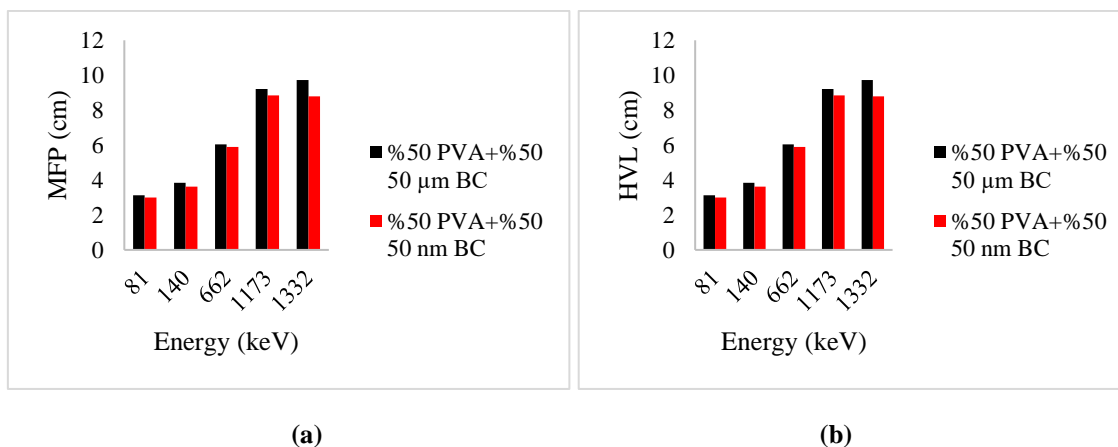 12
10
8
6
4
2
0
MFP (cm)
81
140
662
1173
1332
Energy (keV)
%50 PVA+%50
50 µm BC
%50 PVA+%50
50 nm BC
(a)
12
10
8
6
4
2
0
HVL (cm)
81
140
662
1173
1332
Energy (keV)
%50 PVA+%50
50 µm BC
%50 PVA+%50
50 nm BC
(b)